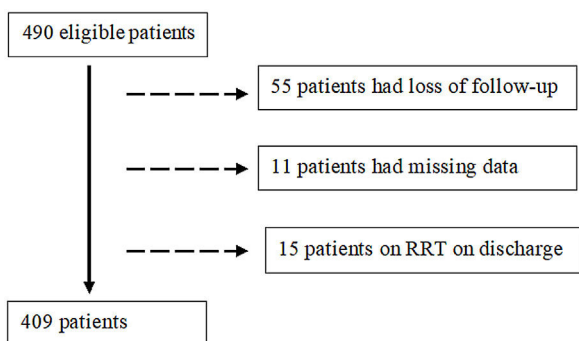 490 eligible patients
55 patients had loss of follow-up
11 patients had missing data
15 patients on RRT on discharge
409 patients